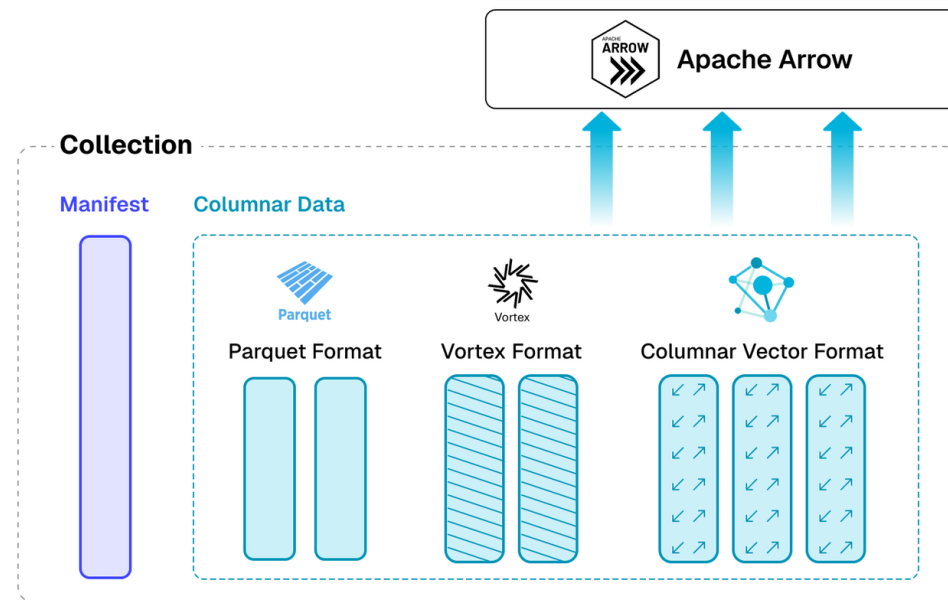 APACHE
ARROW
Apache Arrow
Collection
Manifest
Columnar Data
Parquet
Vortex
Parquet Format
Vortex Format
Columnar Vector Format